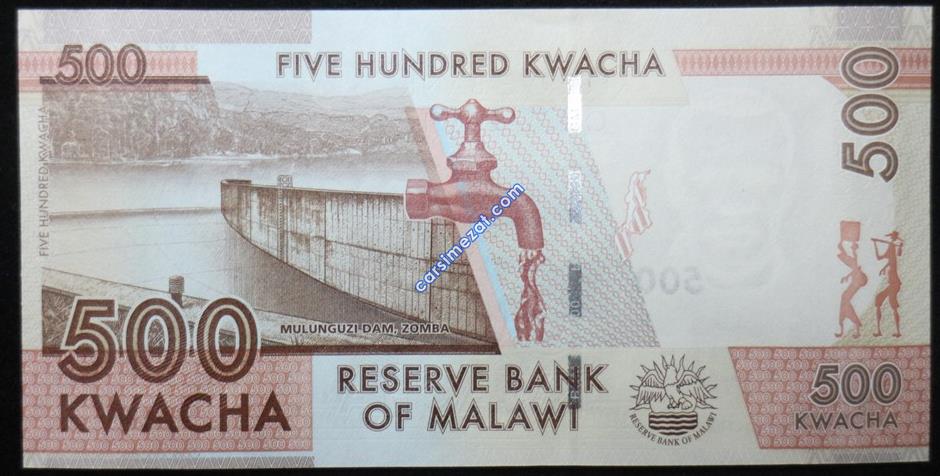 500
FIVE HUNDRED KWACHA
500
FIVE HUNDRED KWACHA
carsimezat.com
500
MULUNGUZI DAM, ZOMBA
500
KWACHA
RESERVE BANK
OF MALAWI
RESERVE BANK OF MALAWI
500
KWACHA